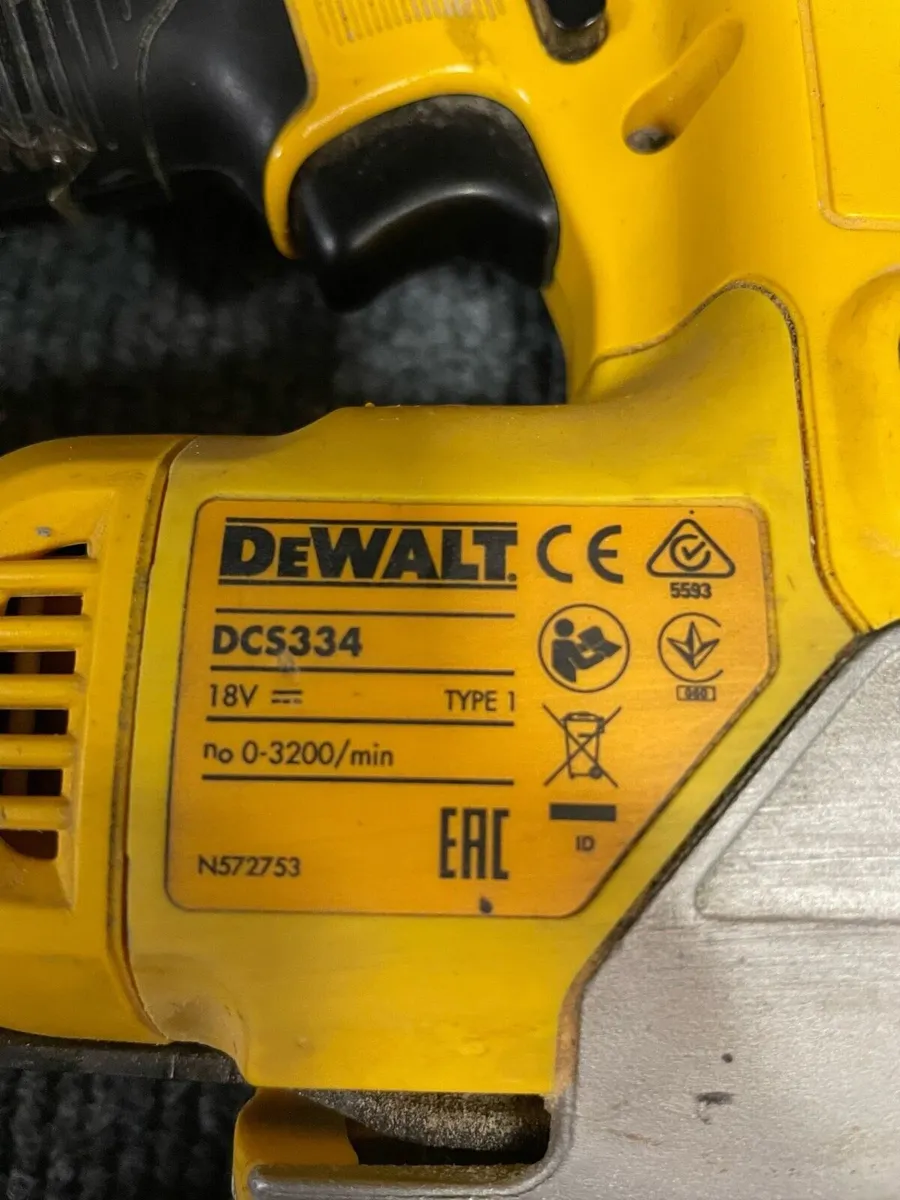 DEWALT. CE
5593
DCS334
18V TYPE 1
no 0-3200/min
EAC
ID
N572753